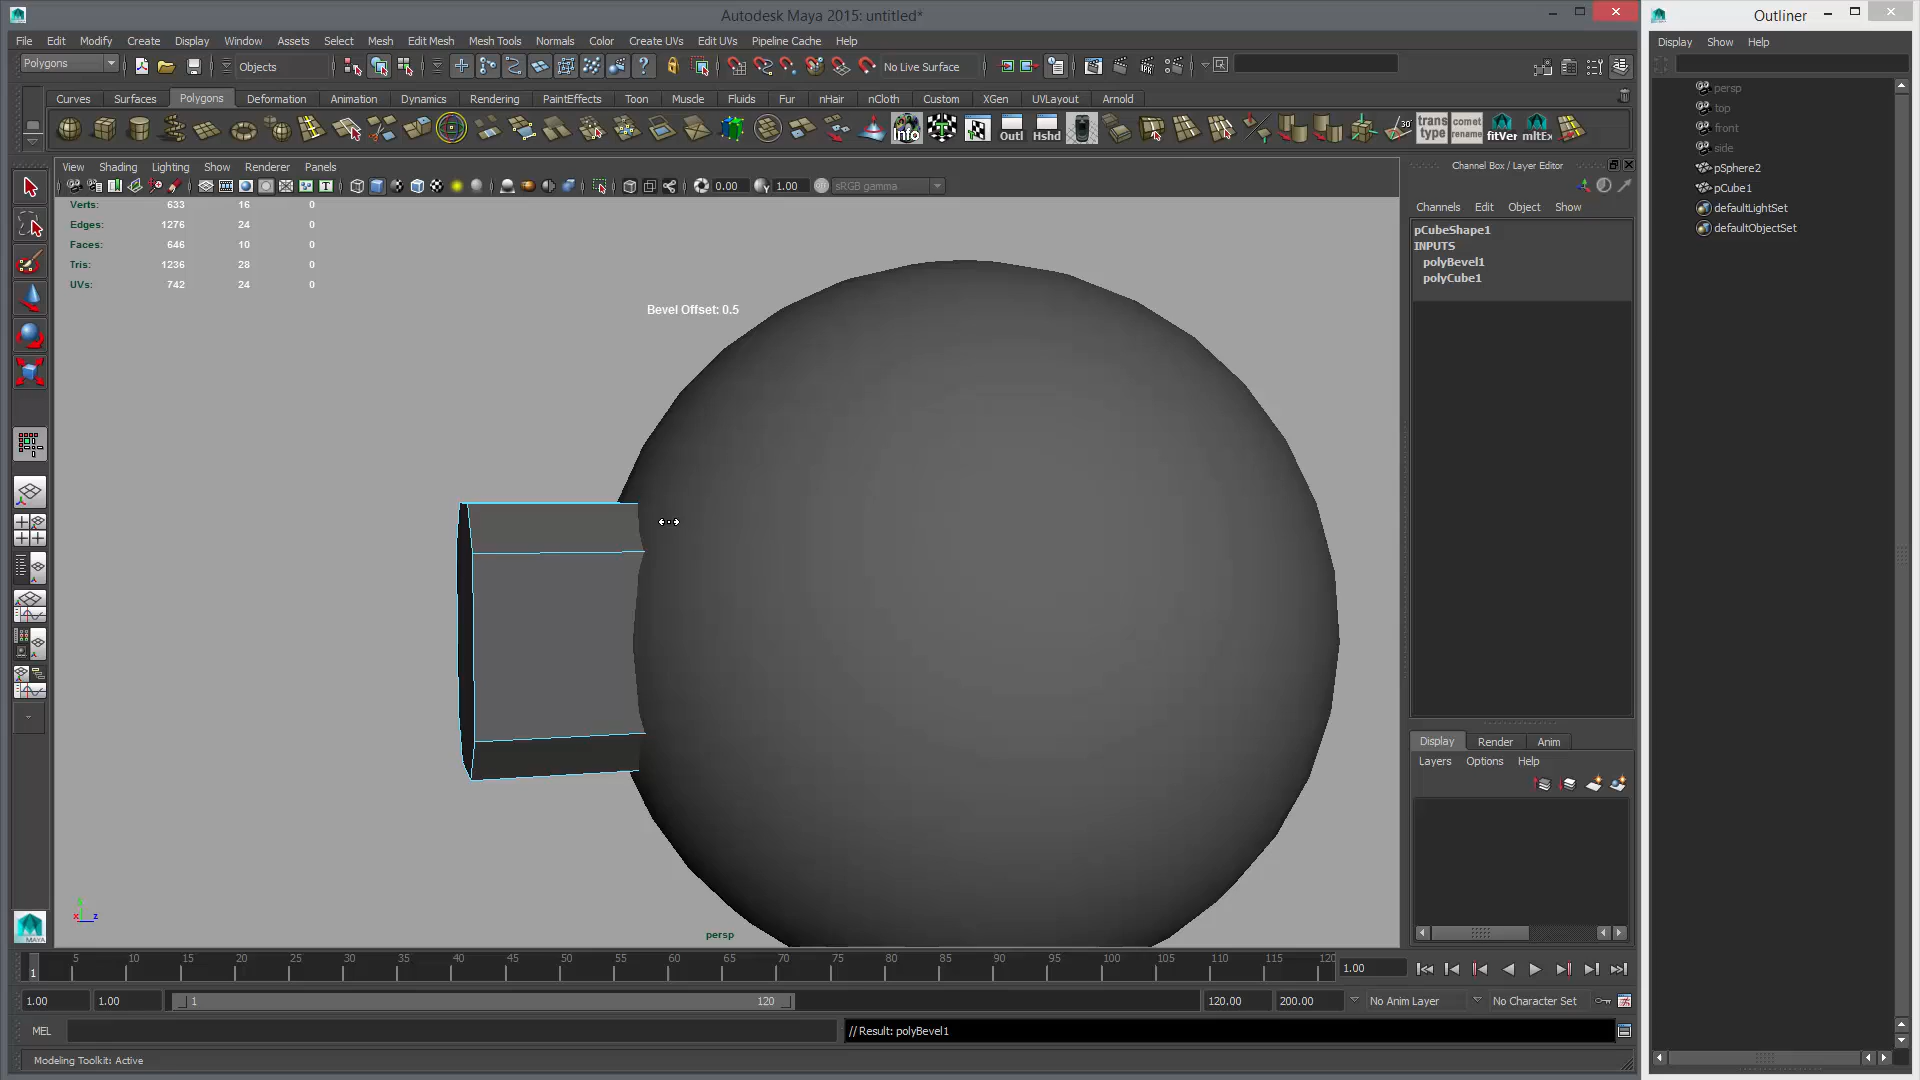 Autodesk Maya 2015: untitled*
Outliner
File Edit Modify Create Display Window Assets Select Mesh Edit Mesh Mesh Tools Normals Color Create UVs Edit UVs Pipeline Cache Help
Display Show Help
Polygons
Objects
No Live Surface
Curves Surfaces Polygons Deformation Animation Dynamics Rendering PaintEffects Toon Muscle Fluids Fur nHair nCloth Custom XGen UVLayout Arnold
Info
Outl
Hshd
30
trans type
comet rename
fitVer
mltEx
persp
top
front
side
pSphere2
pCube1
defaultLightSet
defaultObjectSet
View Shading Lighting Show Renderer Panels
0.00
1.00
sRGB gamma
Channel Box / Layer Editor
Channels Edit Object Show
pCubeShape1
INPUTS
polyBevel1
polyCube1
Verts: 633 16 0
Edges: 1276 24 0
Faces: 646 10 0
Tris: 1236 28 0
UVs: 742 24 0
Bevel Offset: 0.5
Display Render Anim
Layers Options Help
x z
MAYA
persp
1 5 10 15 20 25 30 35 40 45 50 55 60 65 70 75 80 85 90 95 100 105 110 115 120
1.00
1.00
1.00
1
120
120.00
200.00
No Anim Layer
No Character Set
MEL
// Result: polyBevel1
Modeling Toolkit: Active